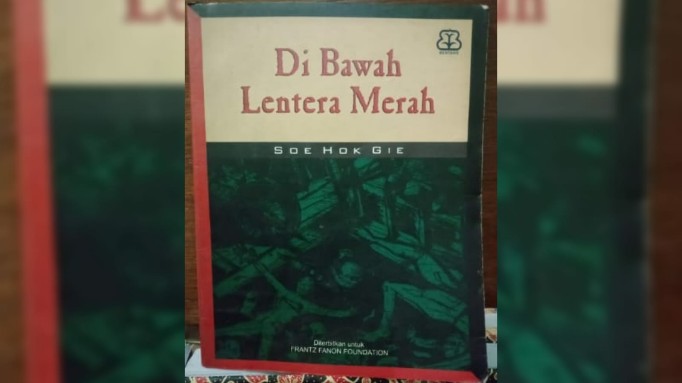 Di Bawah
Lentera Merah
SOE HOK GIE
Diterbitkan untuk
FRANTZ FANON FOUNDATION